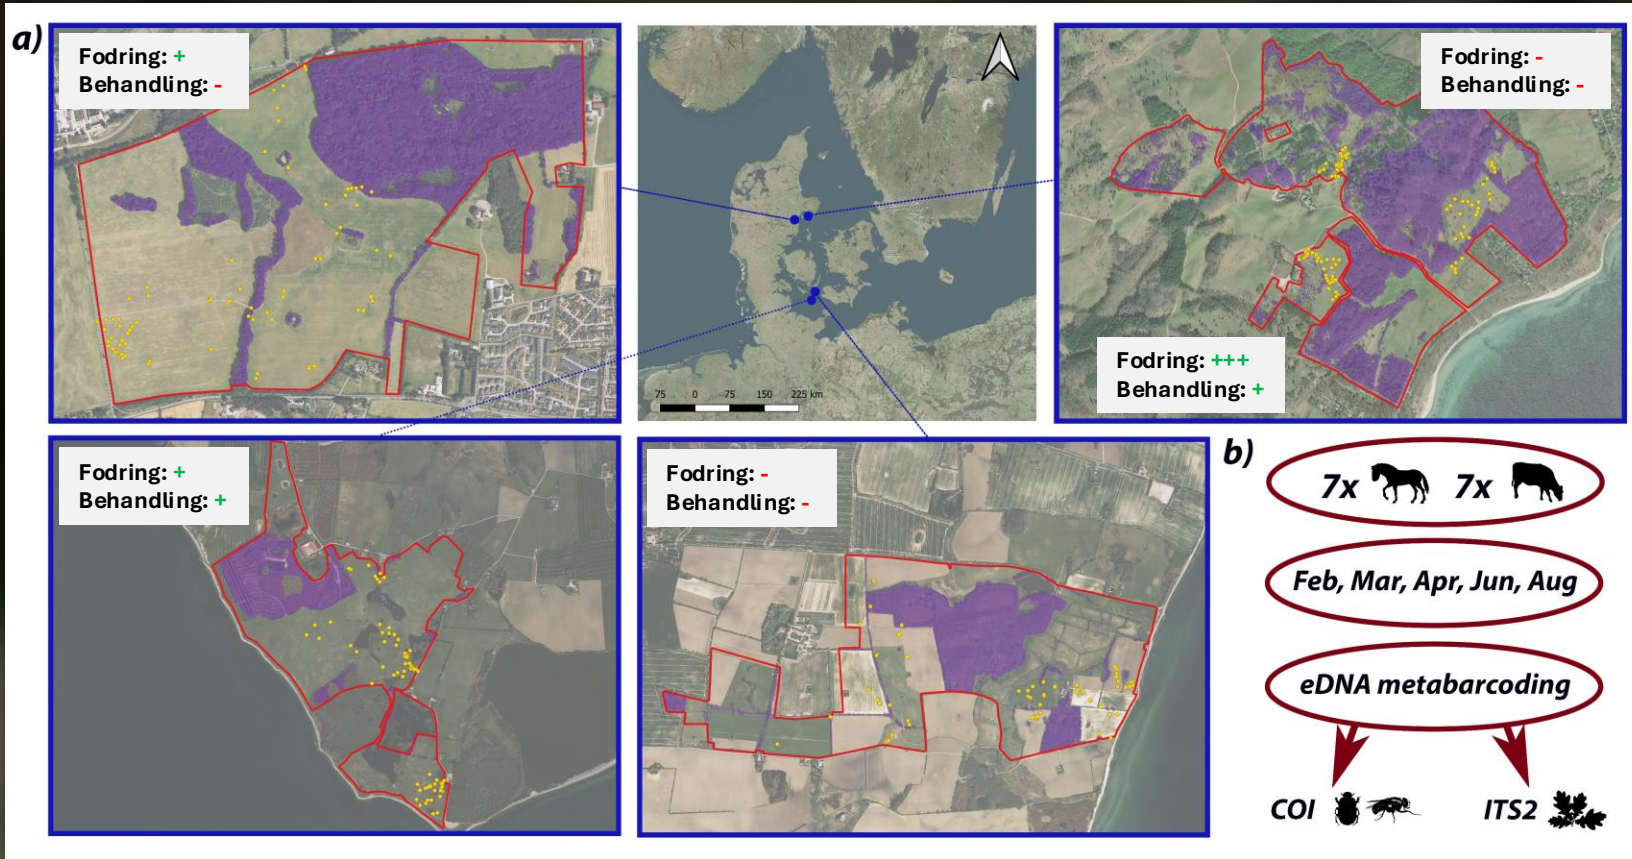 a)
Fodring: +
Behandling: -
Fodring: -
Behandling: -
Fodring: +++
Behandling: +
75 0 75 150 225 km
Fodring: +
Behandling: +
Fodring: -
Behandling: -
b)
7x 7x
Feb, Mar, Apr, Jun, Aug
eDNA metabarcoding
COI ITS2